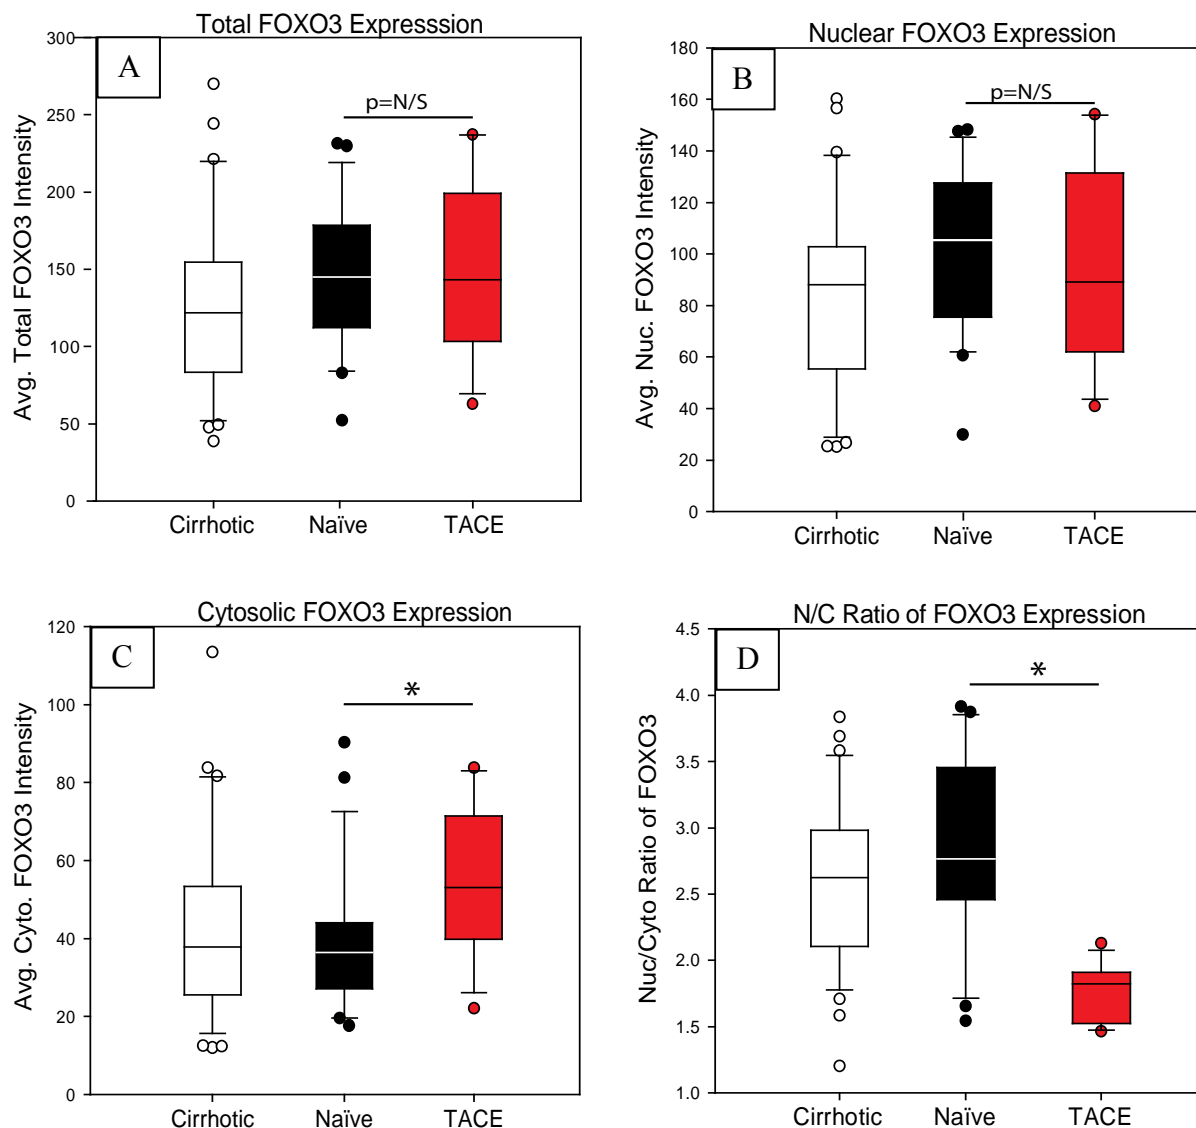 Total FOXO3 Expresssion
A
p=N/S
Avg. Total FOXO3 Intensity
300
250
200
150
100
50
0
Cirrhotic Naïve TACE
Nuclear FOXO3 Expression
B
p=N/S
Avg. Nuc. FOXO3 Intensity
180
160
140
120
100
80
60
40
20
0
Cirrhotic Naïve TACE
Cytosolic FOXO3 Expression
C
*
Avg. Cyto. FOXO3 Intensity
120
100
80
60
40
20
0
Cirrhotic Naïve TACE
N/C Ratio of FOXO3 Expression
D
*
Nuc/Cyto Ratio of FOXO3
4.5
4.0
3.5
3.0
2.5
2.0
1.5
1.0
Cirrhotic Naïve TACE